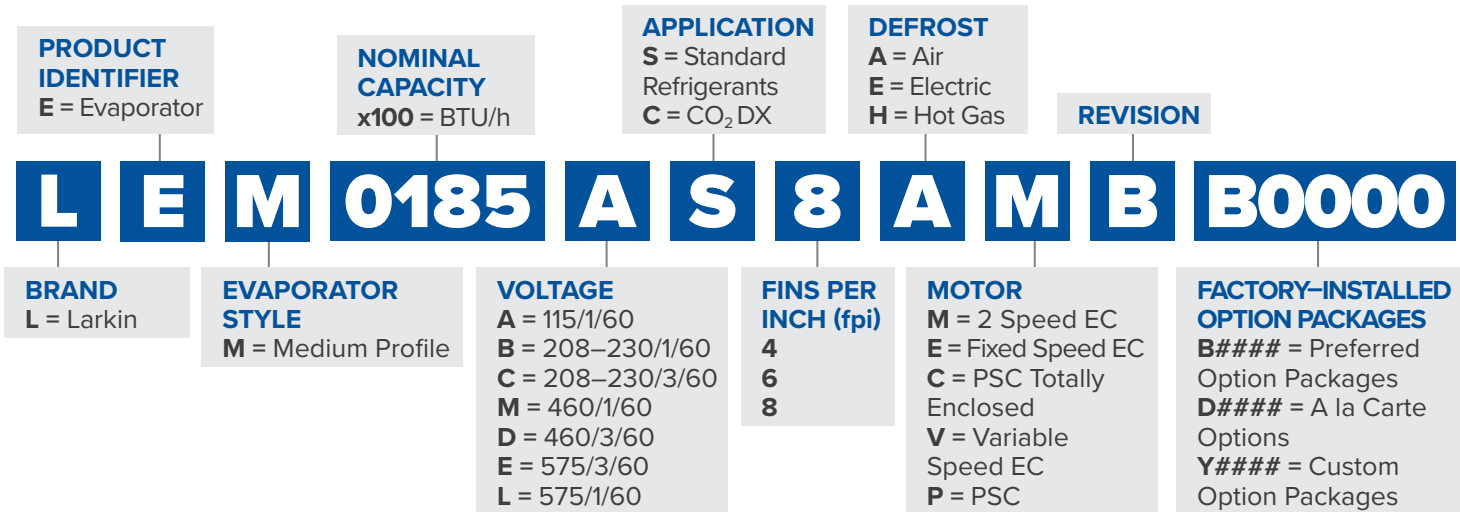 PRODUCT
IDENTIFIER
E = Evaporator
NOMINAL
CAPACITY
x100 = BTU/h
APPLICATION
S = Standard
Refrigerants
C = CO₂ DX
DEFROST
A = Air
E = Electric
H = Hot Gas
REVISION
L E M 0185 A S 8 A M B B0000
BRAND
L = Larkin
EVAPORATOR
STYLE
M = Medium Profile
VOLTAGE
A = 115/1/60
B = 208–230/1/60
C = 208–230/3/60
M = 460/1/60
D = 460/3/60
E = 575/3/60
L = 575/1/60
FINS PER
INCH (fpi)
4
6
8
MOTOR
M = 2 Speed EC
E = Fixed Speed EC
C = PSC Totally
Enclosed
V = Variable
Speed EC
P = PSC
FACTORY–INSTALLED
OPTION PACKAGES
B#### = Preferred
Option Packages
D#### = A la Carte
Options
Y#### = Custom
Option Packages